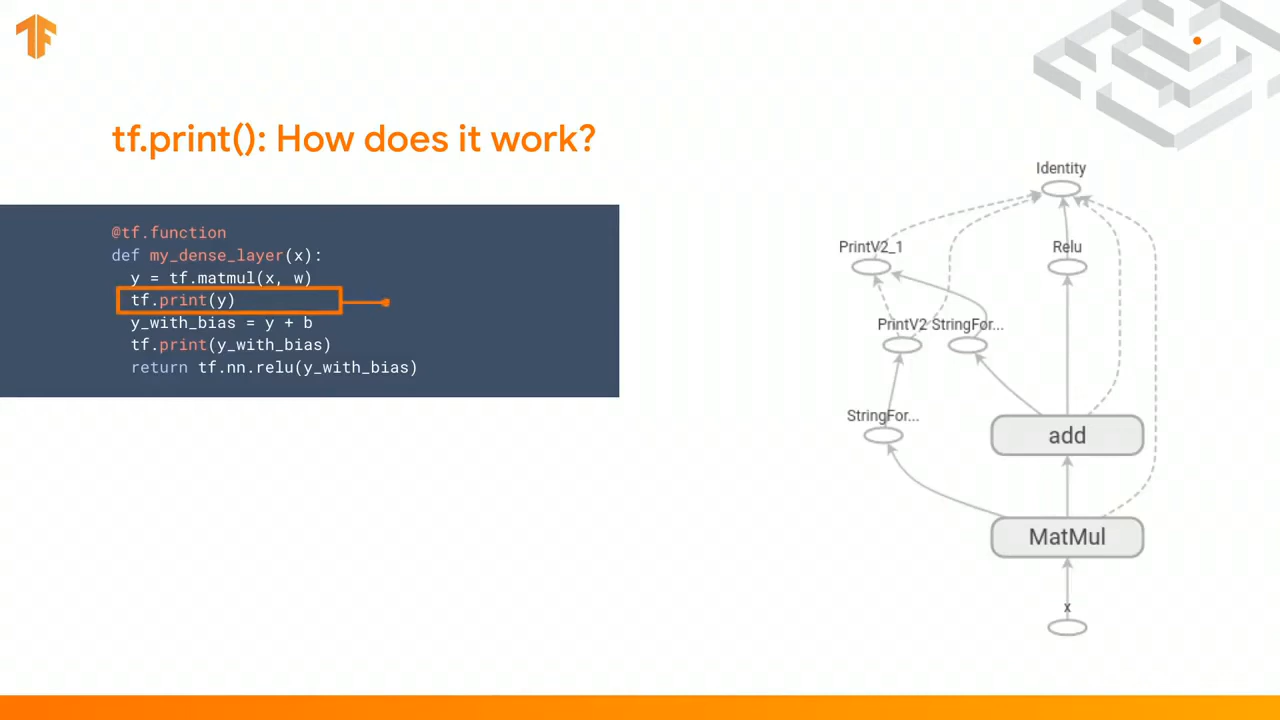 tf.print(): How does it work?
@tf.function
def my_dense_layer(x):
y = tf.matmul(x, w)
tf.print(y)
y_with_bias = y + b
tf.print(y_with_bias)
return tf.nn.relu(y_with_bias)
Identity
PrintV2_1
Relu
PrintV2
StringFor...
StringFor...
add
MatMul
x